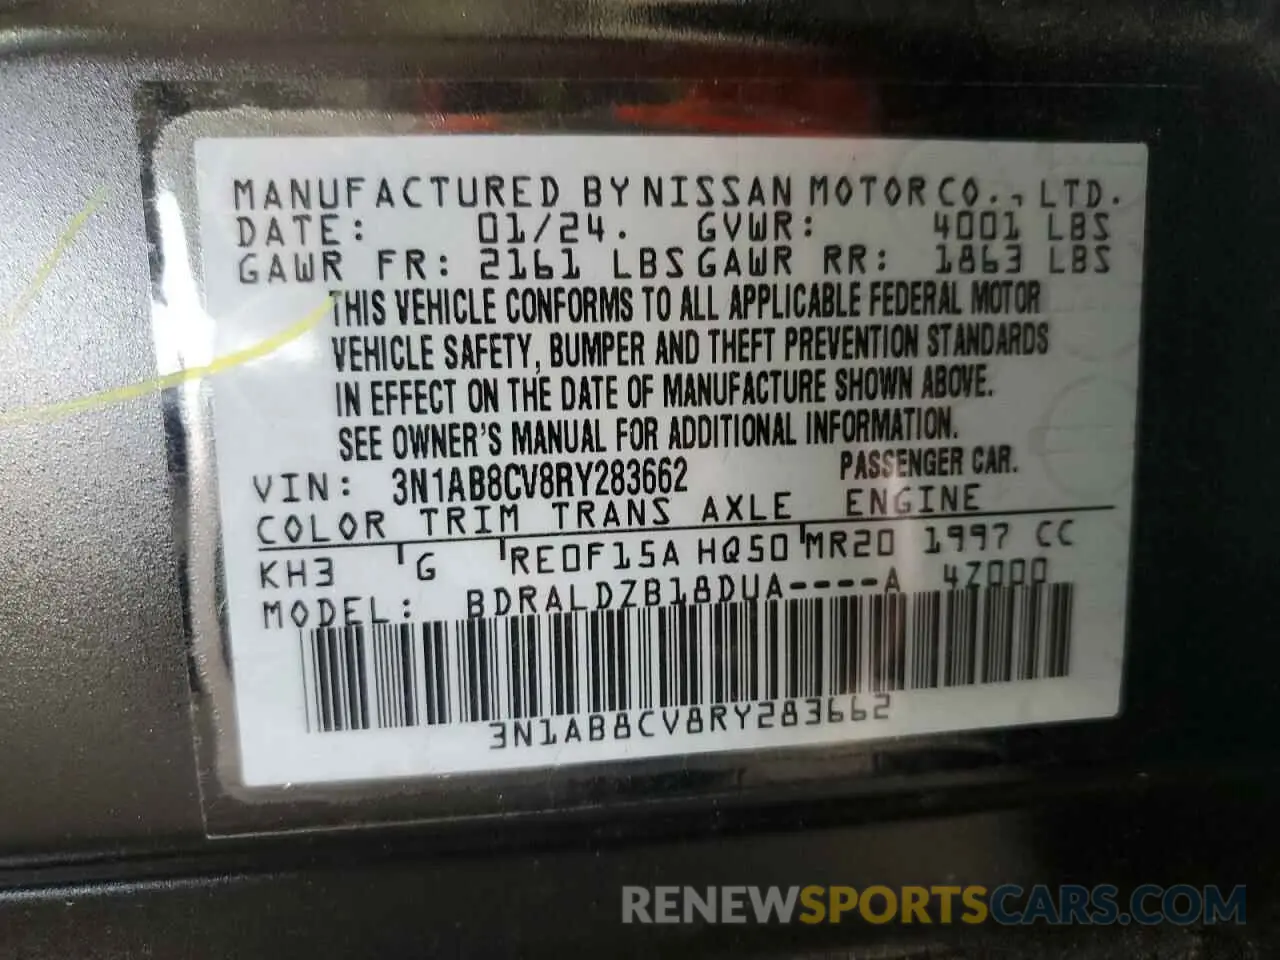 MANUFACTURED BY NISSAN MOTOR CO., LTD.
DATE: 01/24. GVWR: 4001 LBS
GAWR FR: 2161 LBS GAWR RR: 1863 LBS
THIS VEHICLE CONFORMS TO ALL APPLICABLE FEDERAL MOTOR
VEHICLE SAFETY, BUMPER AND THEFT PREVENTION STANDARDS
IN EFFECT ON THE DATE OF MANUFACTURE SHOWN ABOVE.
SEE OWNER'S MANUAL FOR ADDITIONAL INFORMATION.
VIN: 3N1AB8CV8RY283662 PASSENGER CAR.
COLOR TRIM TRANS AXLE ENGINE
KH3 G RE0F15A HQ50 MR20 1997 CC
MODEL: BDRALDZB18DUA----A 4Z000
3N1AB8CV8RY283662
RENEWSPORTSCARS.COM